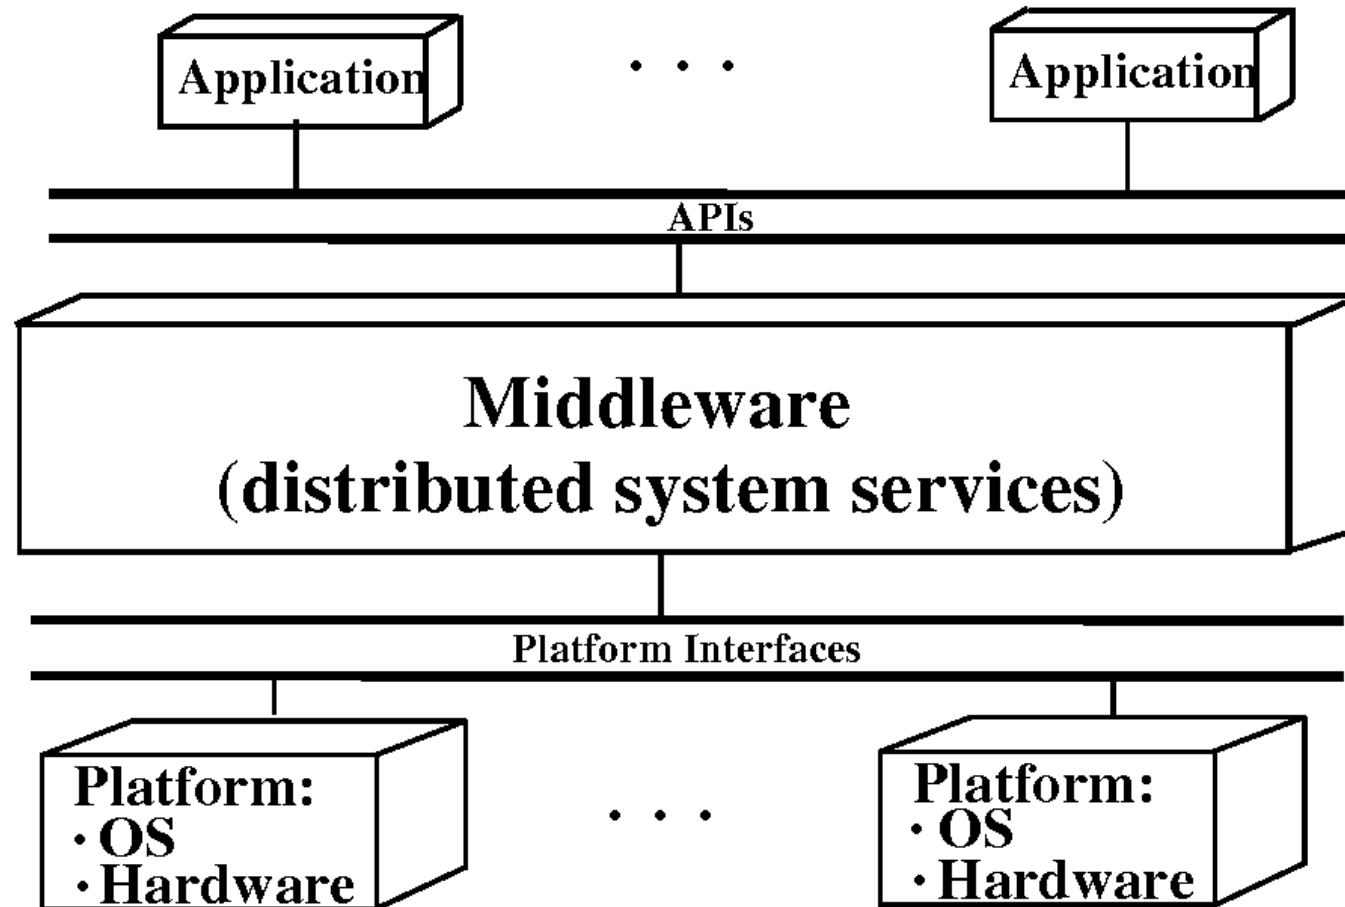 Application
. . .
Application
APIs
Middleware
(distributed system services)
Platform Interfaces
Platform:
· OS
· Hardware
. . .
Platform:
· OS
· Hardware